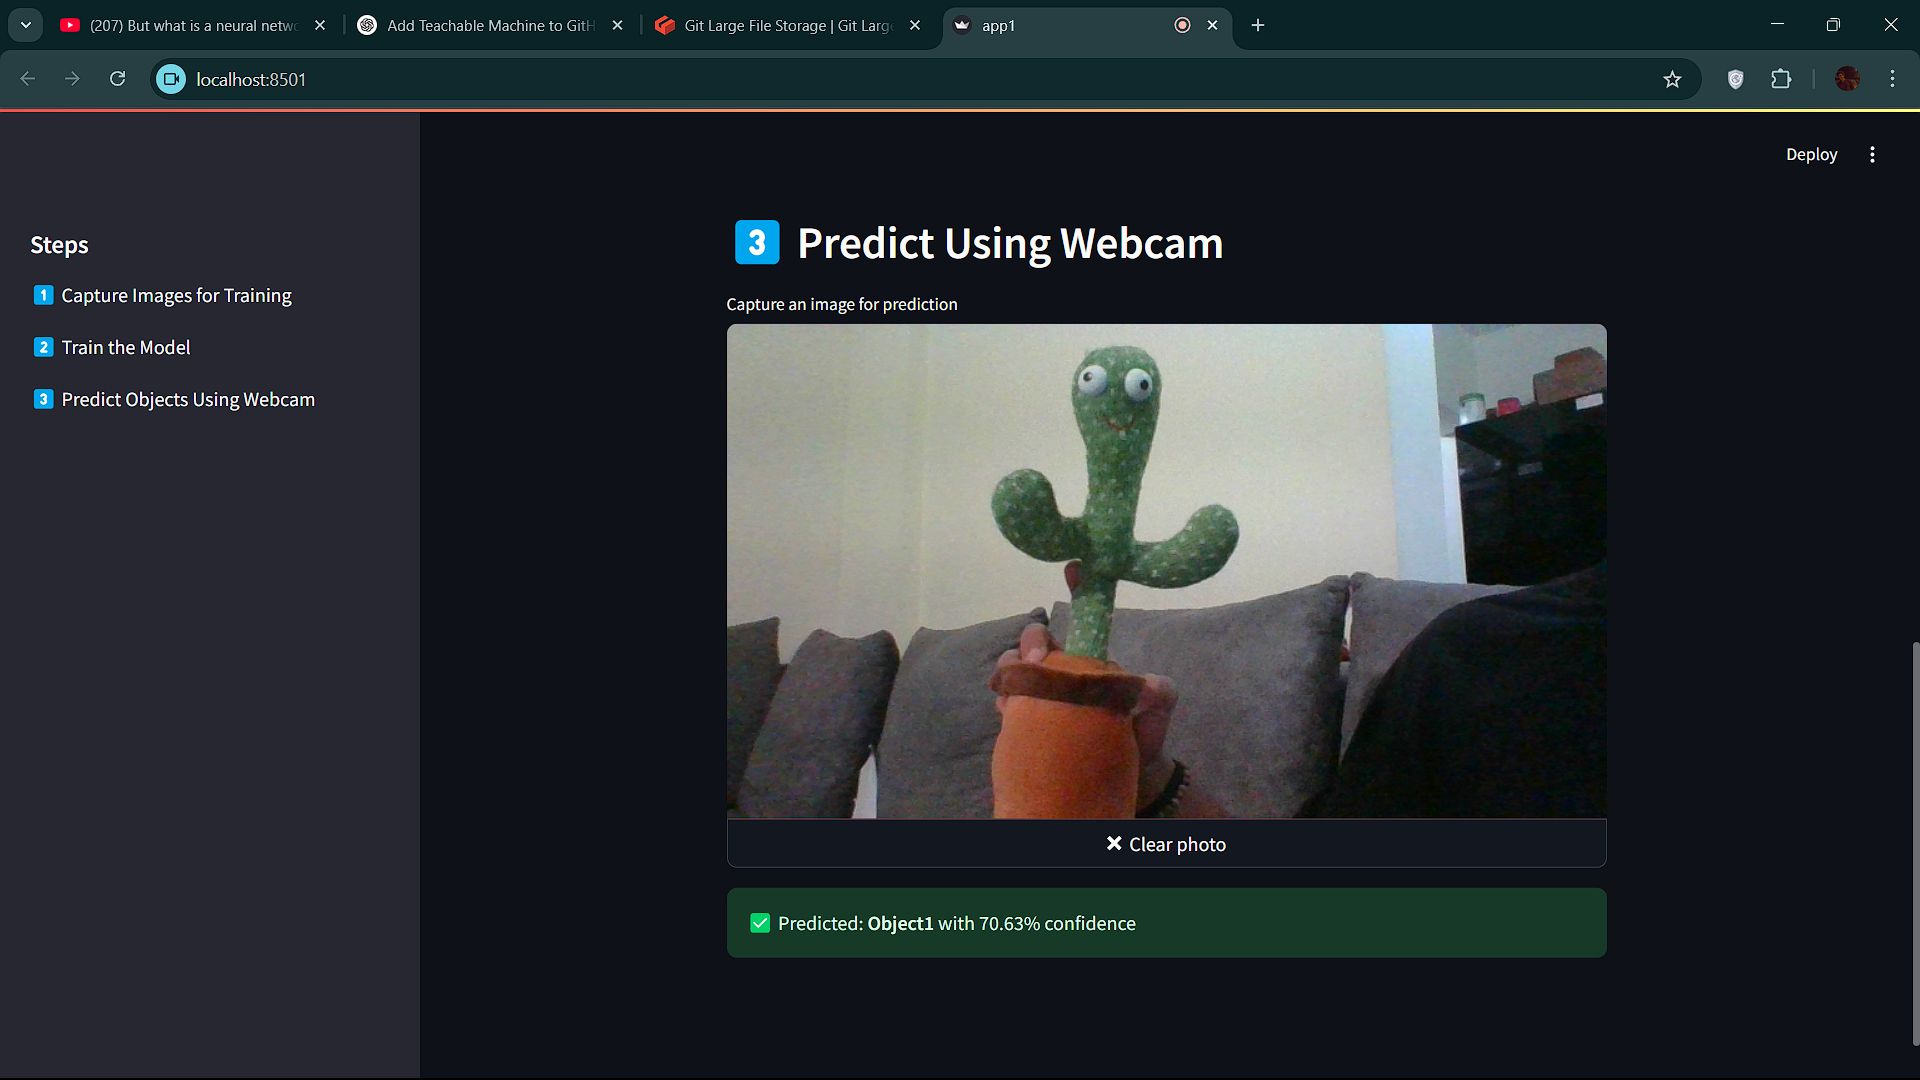 (207) But what is a neural netw
Add Teachable Machine to GitH
Git Large File Storage | Git Larg
app1
localhost:8501
Deploy
Steps
1 Capture Images for Training
2 Train the Model
3 Predict Objects Using Webcam
3 Predict Using Webcam
Capture an image for prediction
Clear photo
Predicted: Object1 with 70.63% confidence